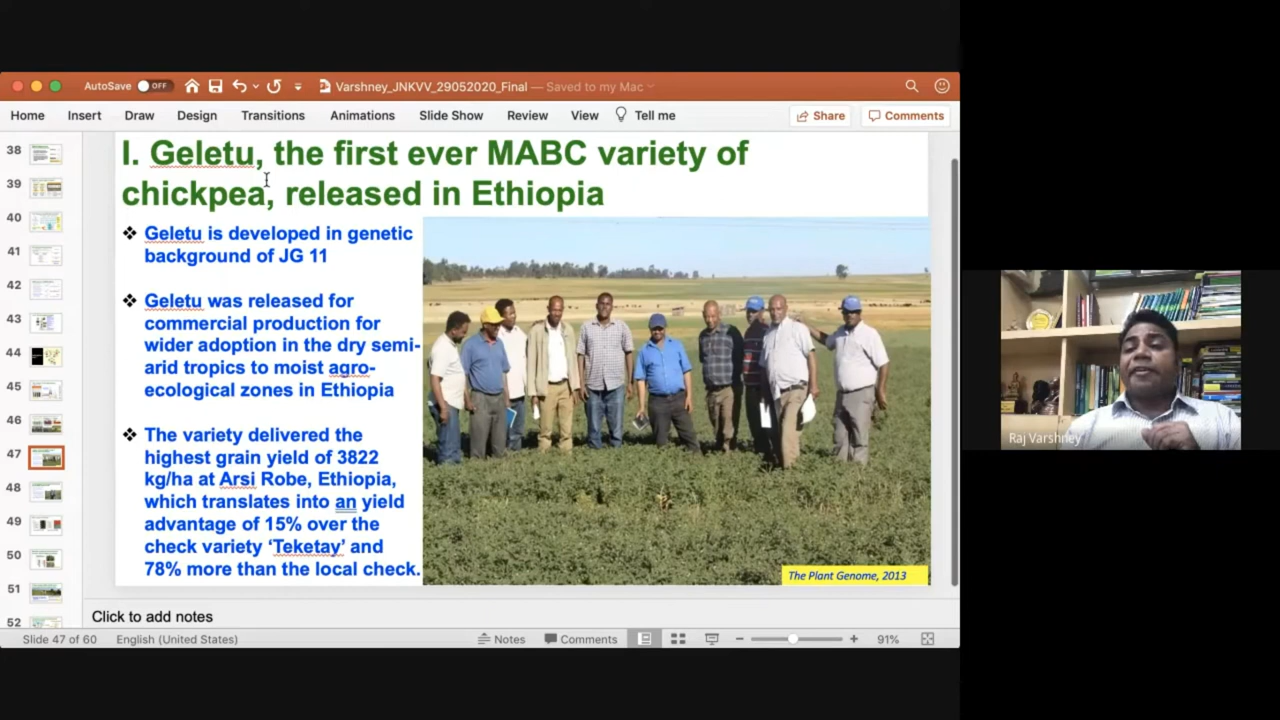 AutoSave OFF Varshney_JNKVV_29052020_Final — Saved to my Mac
Home Insert Draw Design Transitions Animations Slide Show Review View Tell me Share Comments
38
39
40
41
42
43
44
45
46
47
48
49
50
51
52
I. Geletu, the first ever MABC variety of
chickpea, released in Ethiopia
❖ Geletu is developed in genetic
background of JG 11
❖ Geletu was released for
commercial production for
wider adoption in the dry semi-
arid tropics to moist agro-
ecological zones in Ethiopia
❖ The variety delivered the
highest grain yield of 3822
kg/ha at Arsi Robe, Ethiopia,
which translates into an yield
advantage of 15% over the
check variety ‘Teketay’ and
78% more than the local check.
The Plant Genome, 2013
Click to add notes
Slide 47 of 60 English (United States) Notes Comments 91%
Raj Varshney